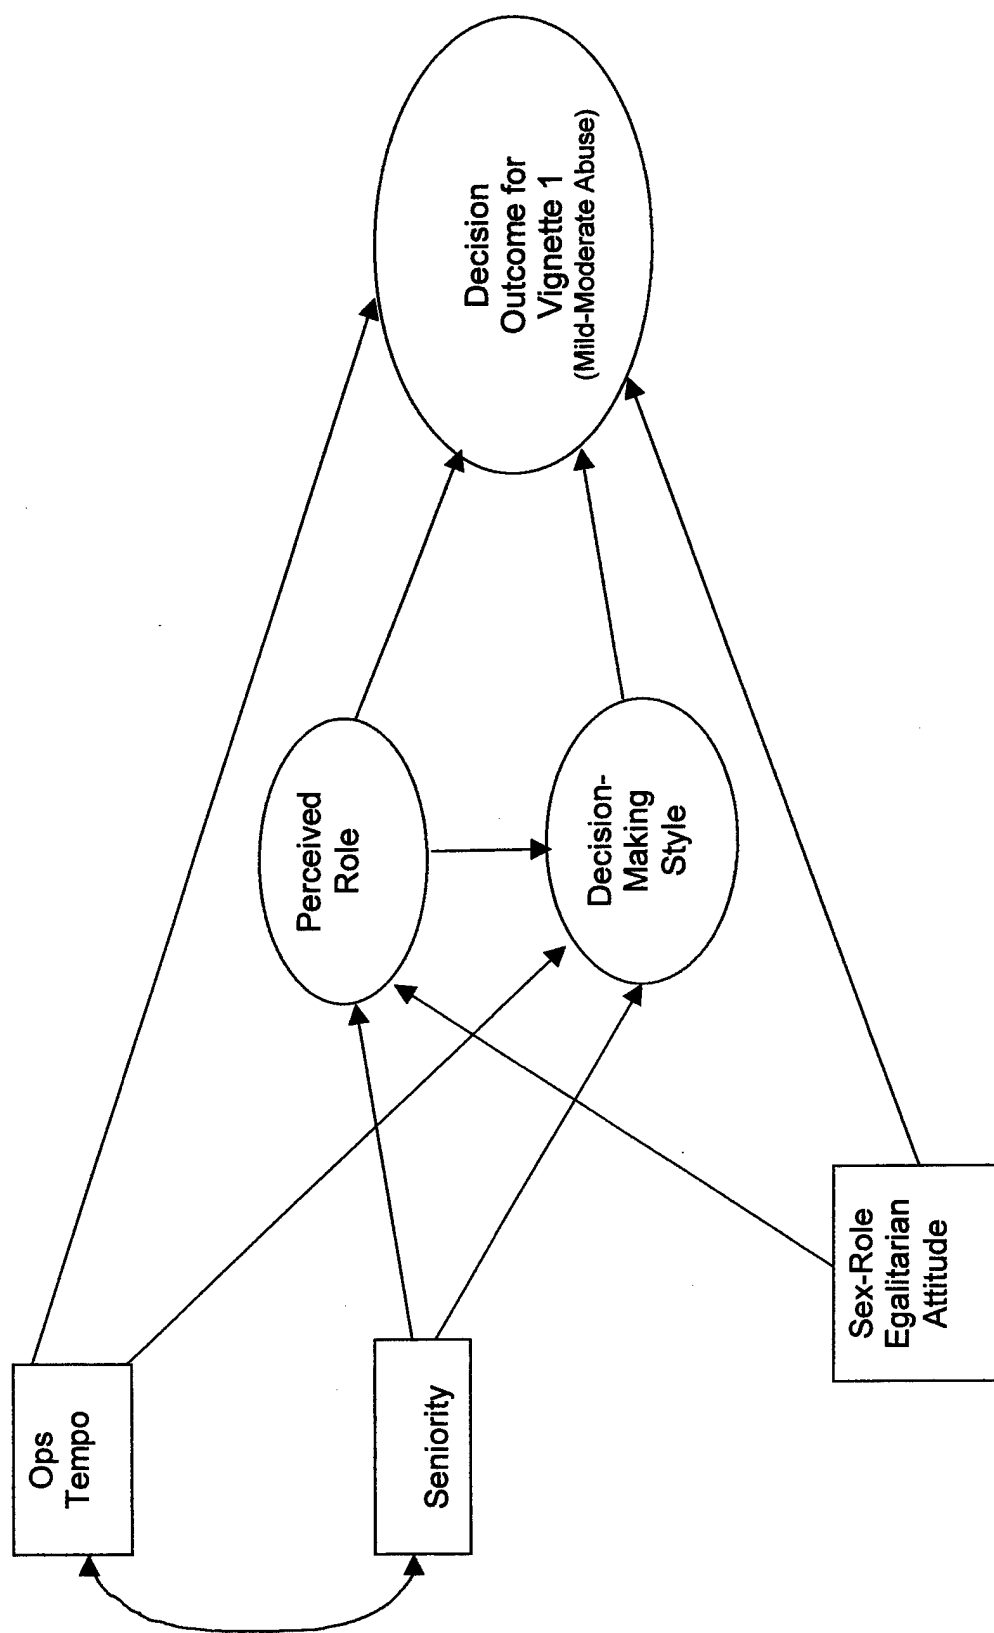 Ops
Tempo
Seniority
Sex-Role
Egalitarian
Attitude
Perceived
Role
Decision-
Making
Style
Decision
Outcome for
Vignette 1
(Mild-Moderate Abuse)